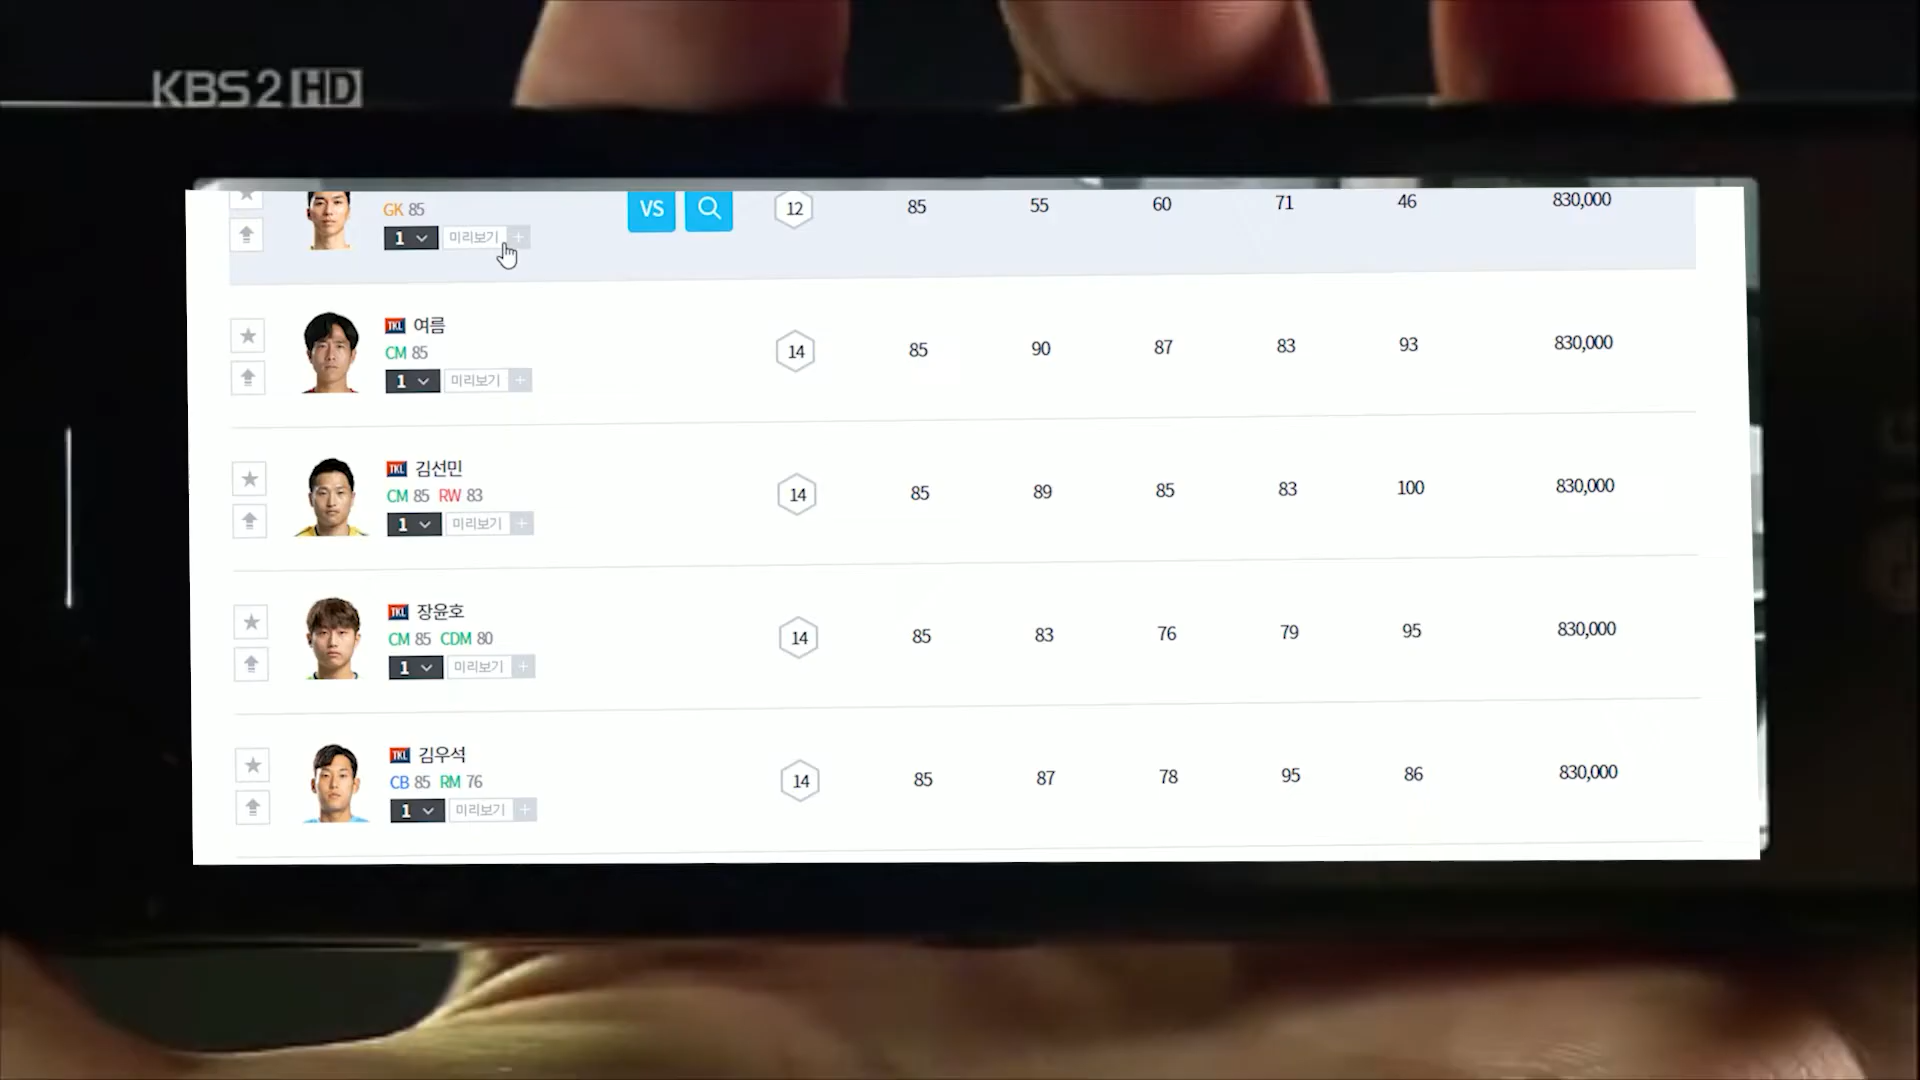 KBS2 HD
GK 85
1 미리보기 +
VS
12 85 55 60 71 46 830,000
TKL 여름
CM 85
1 미리보기 +
14 85 90 87 83 93 830,000
TKL 김선민
CM 85 RW 83
1 미리보기 +
14 85 89 85 83 100 830,000
TKL 장윤호
CM 85 CDM 80
1 미리보기 +
14 85 83 76 79 95 830,000
TKL 김우석
CB 85 RM 76
1 미리보기 +
14 85 87 78 95 86 830,000